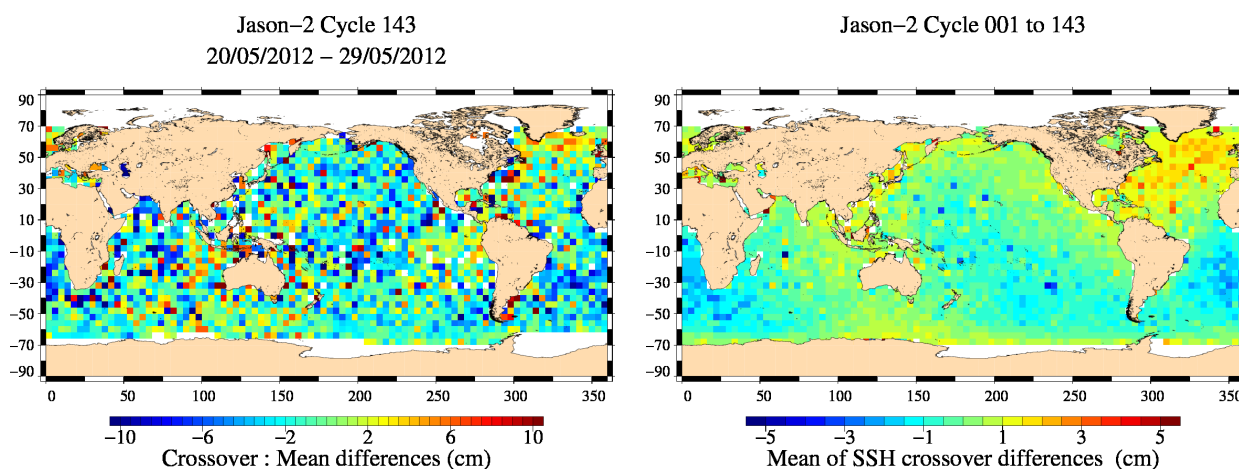 Jason−2 Cycle 143
20/05/2012 − 29/05/2012
90
70
50
30
10
−10
−30
−50
−70
−90
0 50 100 150 200 250 300 350
−10 −6 −2 2 6 10
Crossover : Mean differences (cm)
Jason−2 Cycle 001 to 143
90
70
50
30
10
−10
−30
−50
−70
−90
0 50 100 150 200 250 300 350
−5 −3 −1 1 3 5
Mean of SSH crossover differences (cm)